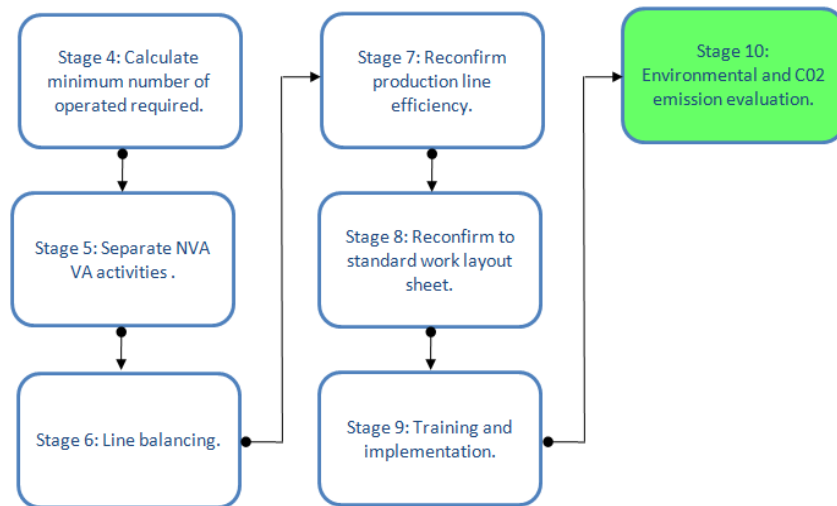 Stage 4: Calculate
minimum number of
operated required.
Stage 5: Separate NVA
VA activities .
Stage 6: Line balancing.
Stage 7: Reconfirm
production line
efficiency.
Stage 8: Reconfirm to
standard work layout
sheet.
Stage 9: Training and
implementation.
Stage 10:
Environmental and C02
emission evaluation.